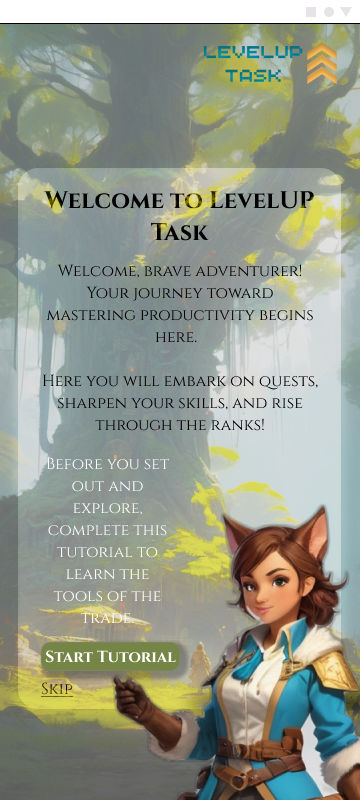 LEVELUP
TASK
Welcome to LevelUP
Task
Welcome, brave adventurer!
Your journey toward
mastering productivity begins
here.
Here you will embark on quests,
sharpen your skills, and rise
through the ranks!
Before you set
out and
explore,
complete this
tutorial to
learn the
tools of the
trade.
Start Tutorial
Skip